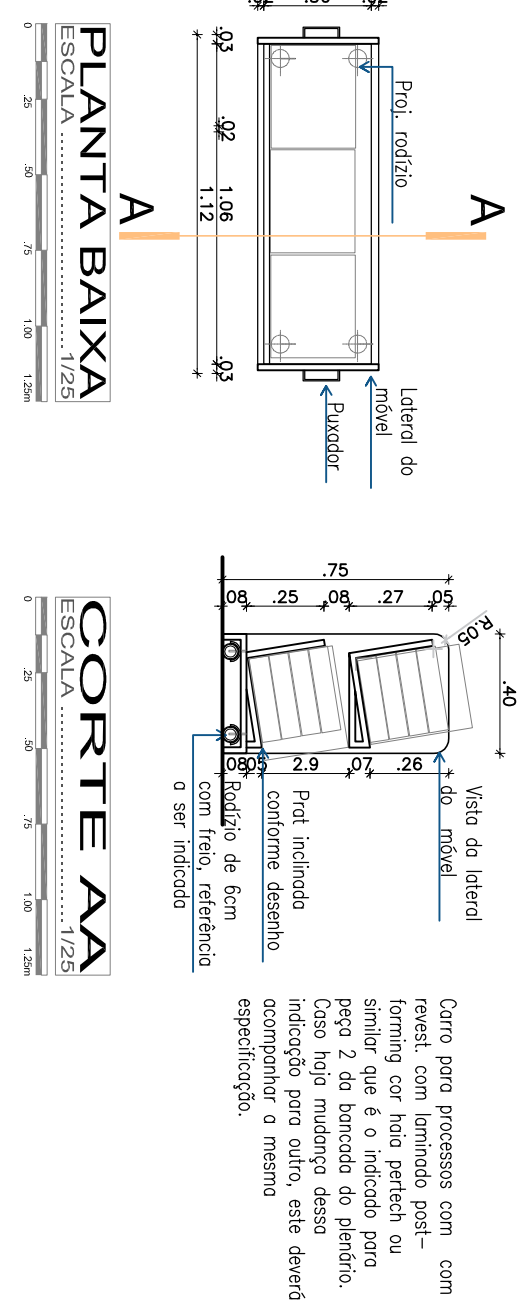 A
A
Proj. rodízio
.03
.02
1.06
.03
1.12
Lateral do
móvel
Puxador
PLANTA BAIXA
ESCALA 1/25
0 .25 .50 .75 1.00 1.25m
.40
R.05
.05
.27
.08
.25
.08
.75
.26
.07
2.9
.05
.08
Vista da lateral
do móvel
Prat inclinada
conforme desenho
Rodízio de 6cm
com freio, referência
a ser indicada
CORTE AA
ESCALA 1/25
0 .25 .50 .75 1.00 1.25m
Carro para processos com com
revest. com laminado post-
forming cor haia pertech ou
similar que é o indicado para
peça 2 da bancada do plenário.
Caso haja mudança dessa
indicação para outro, este deverá
acompanhar a mesma
especificação.